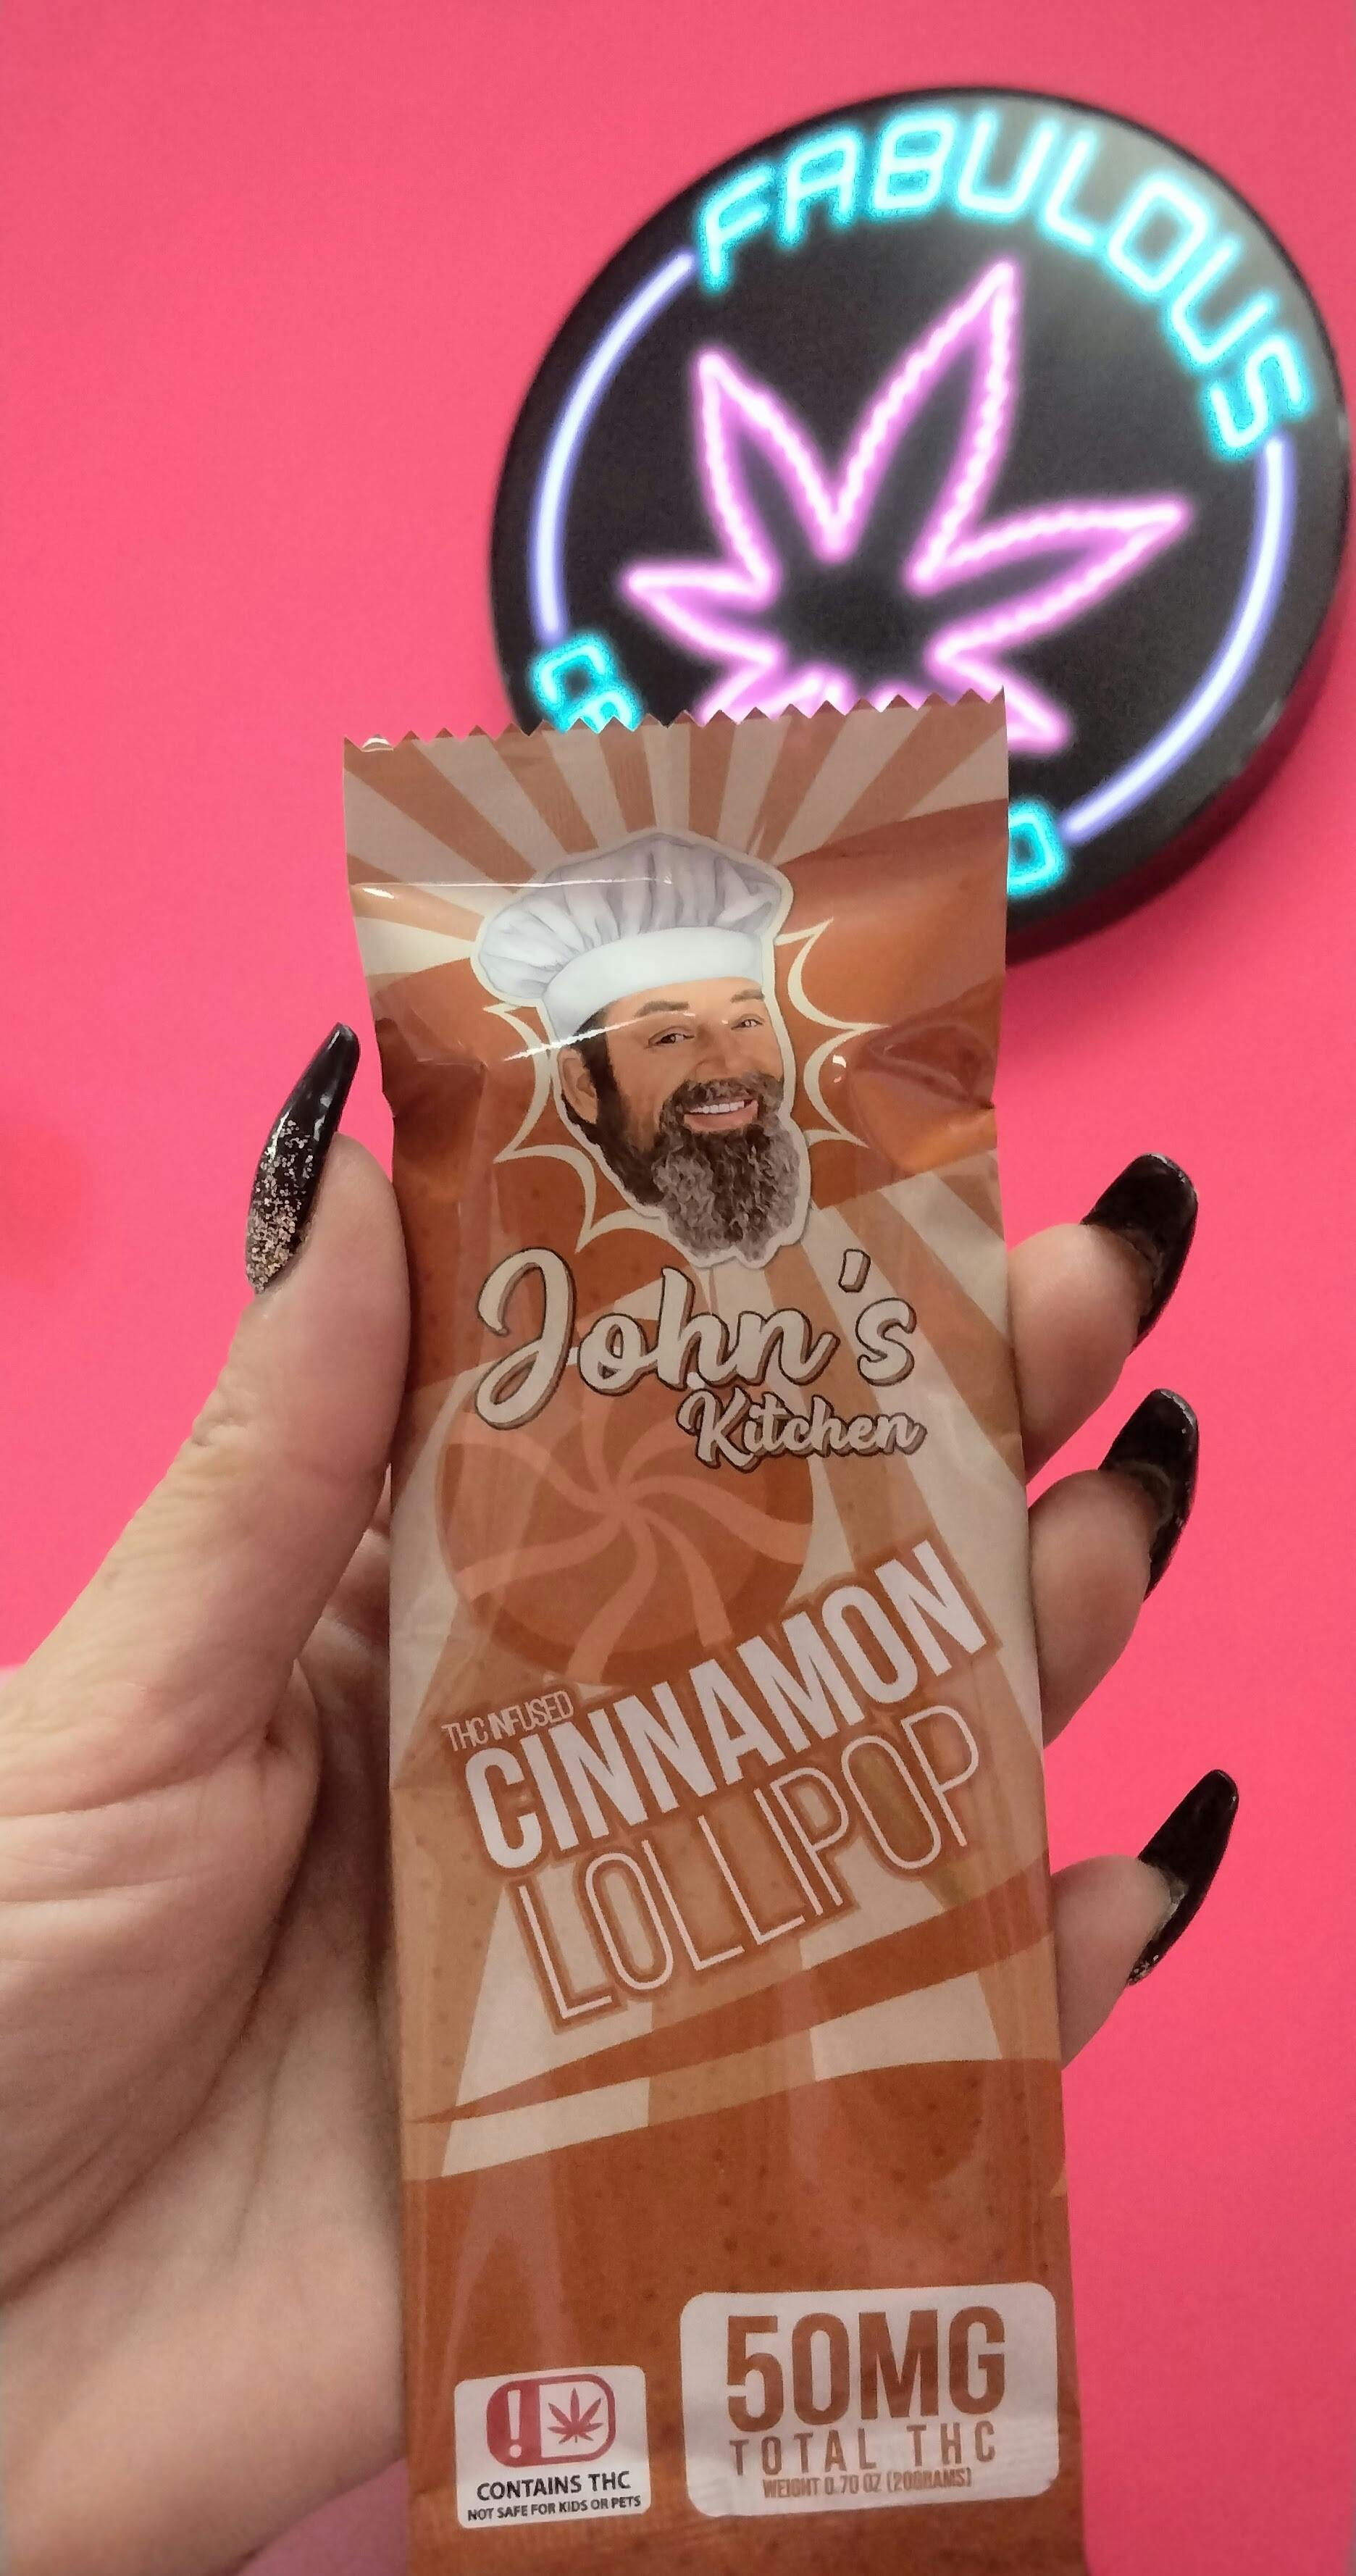 FABULOUS
John's
Kitchen
THC INFUSED
CINNAMON
LOLLIPOP
50MG
TOTAL THC
WEIGHT 0.70 OZ (20GRAMS)
!
CONTAINS THC
NOT SAFE FOR KIDS OR PETS